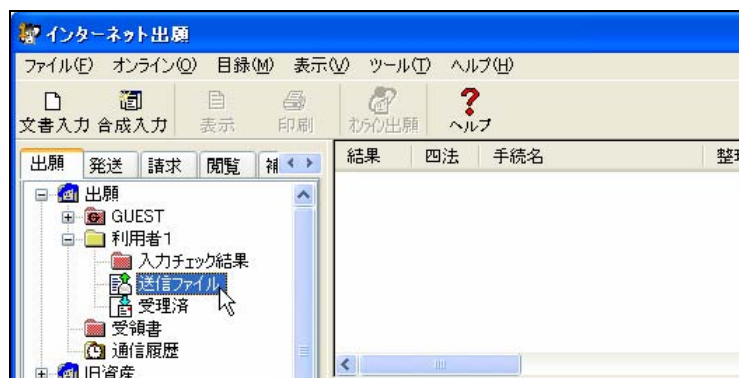 インターネット出願
ファイル(F) オンライン(O) 目録(M) 表示(V) ツール(T) ヘルプ(H)
文書入力 合成入力 表示 印刷 オンライン出願 ヘルプ
出願 発送 請求 閲覧 補
結果 四法 手続名 整理
出願
GUEST
利用者1
入力チェック結果
送信ファイル
受理済
受領書
通信履歴
旧資産